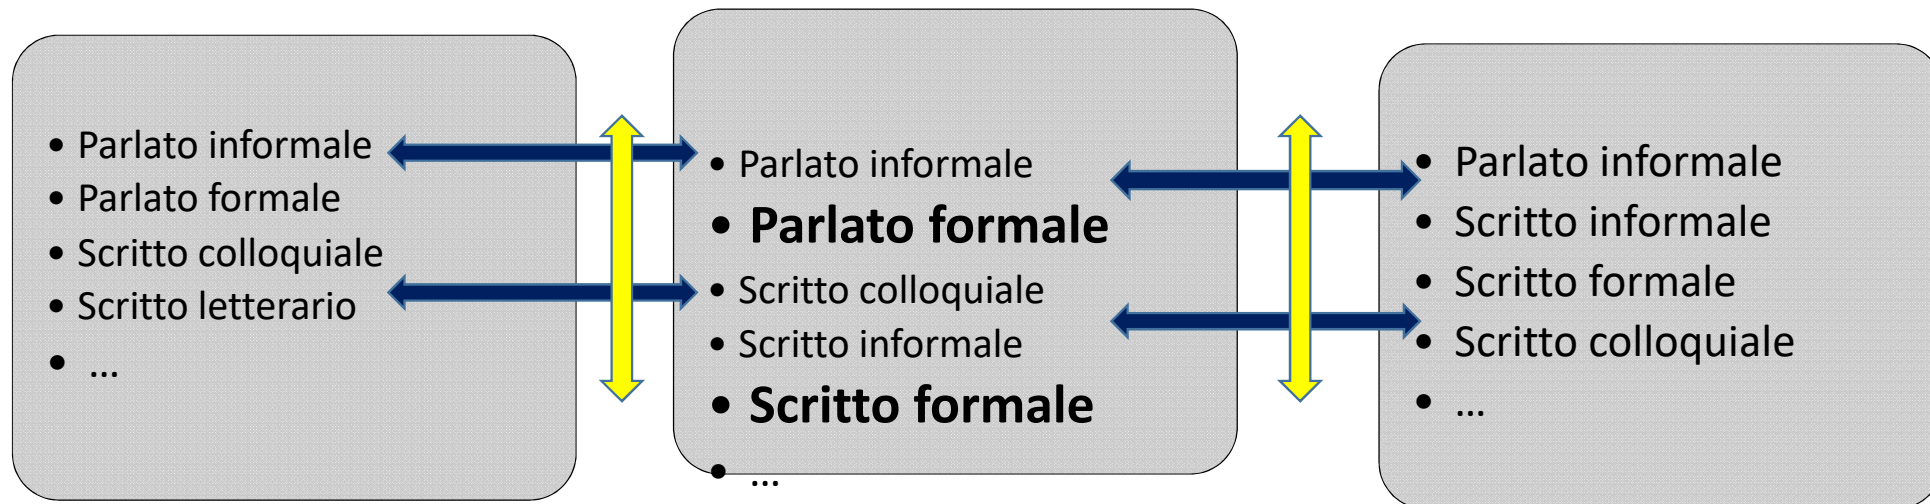 • Parlato informale
• Parlato formale
• Scritto colloquiale
• Scritto letterario
• ...
• Parlato informale
• Parlato formale
• Scritto colloquiale
• Scritto informale
• Scritto formale
• ...
• Parlato informale
• Scritto informale
• Scritto formale
• Scritto colloquiale
• ...